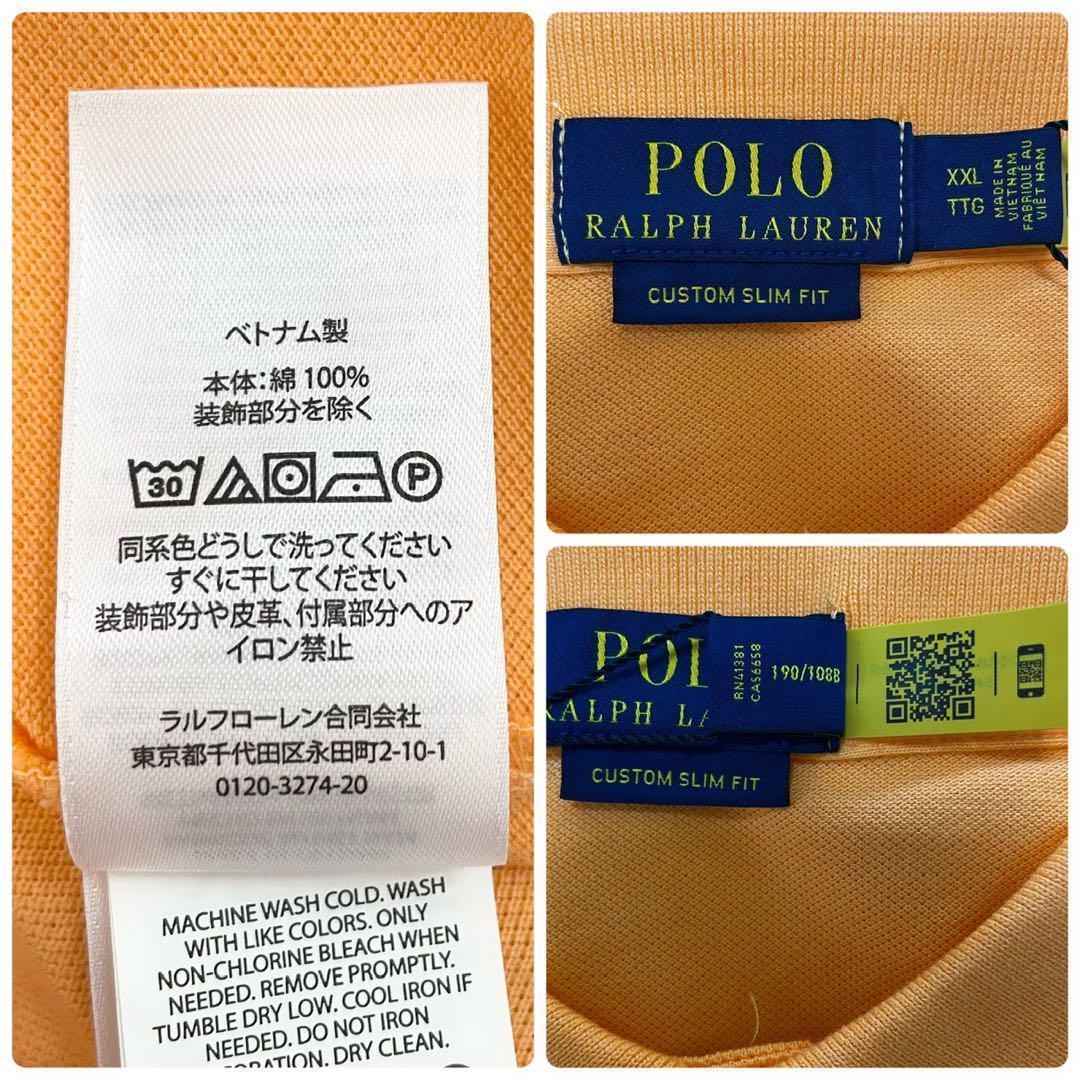 ベトナム製
本体：綿 100%
装飾部分を除く
30 P
同系色どうしで洗ってください
すぐに干してください
装飾部分や皮革、付属部分へのア
イロン禁止
ラルフローレン合同会社
東京都千代田区永田町2-10-1
0120-3274-20
MACHINE WASH COLD. WASH
WITH LIKE COLORS. ONLY
NON-CHLORINE BLEACH WHEN
NEEDED. REMOVE PROMPTLY.
TUMBLE DRY LOW. COOL IRON IF
NEEDED. DO NOT IRON
DRY CLEAN.
POLO
RALPH LAUREN
CUSTOM SLIM FIT
XXL
TTG
MADE IN
VIETNAM
FABRIQUÉ AU
VIÊT NAM
POL
RALPH LA
CUSTOM SLIM FIT
RN41381
CA56658
190/108B